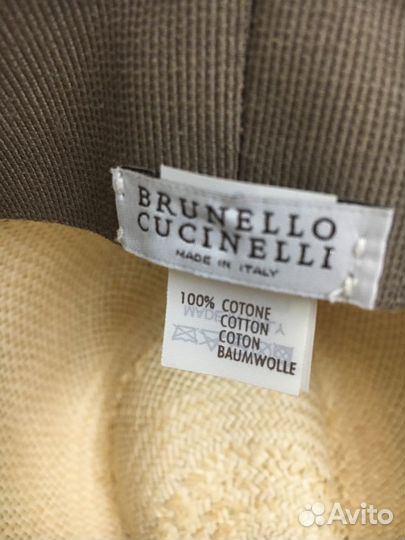 BRUNELLO
CUCINELLI
MADE IN ITALY
100% COTONE
COTTON
COTON
BAUMWOLLE
Avito